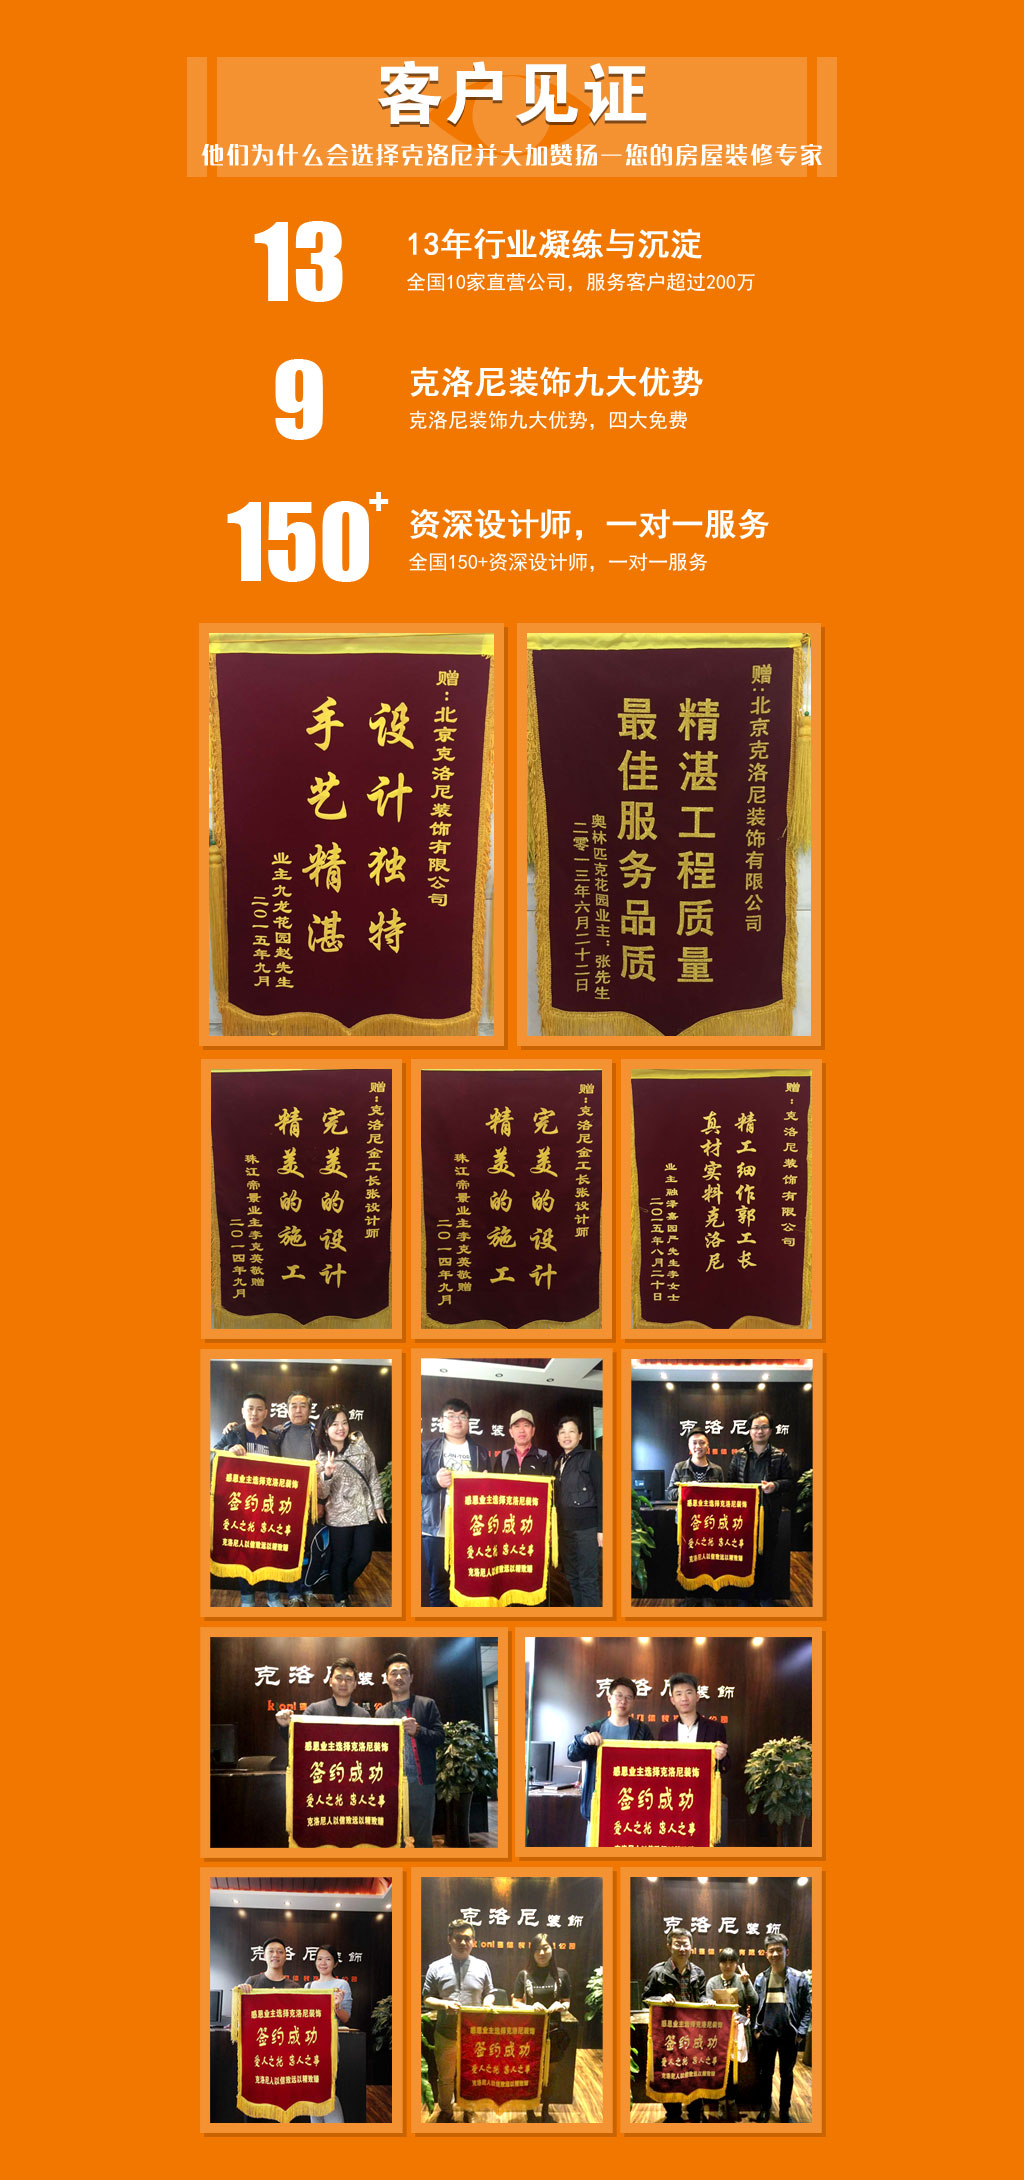 客户见证
他们为什么会选择克洛尼并大加赞扬—您的房屋装修专家
13
13年行业凝练与沉淀
全国10家直营公司，服务客户超过200万
9
克洛尼装饰九大优势
克洛尼装饰九大优势，四大免费
150+
资深设计师，一对一服务
全国150+资深设计师，一对一服务
赠：北京克洛尼装饰有限公司
设计独特
手艺精湛
业主九龙花园赵先生
二〇一五年九月
赠：北京克洛尼装饰有限公司
精湛工程质量
最佳服务品质
奥林匹克花园业主：张先生
二零一三年六月二十二日
赠：克洛尼金工长张设计师
完美的设计
精美的施工
珠江帝景业主李克英敬赠
二〇一四年九月
赠：克洛尼金工长张设计师
完美的设计
精美的施工
珠江帝景业主李克英敬赠
二〇一四年九月
赠：克洛尼装饰有限公司
精工细作郭工长
真材实料克洛尼
业主融泽嘉园严先生李女士
二〇一五年八月二十日
洛尼 飾
感恩业主选择克洛尼装饰
签约成功
受人之托 忠人之事
克洛尼人以信致远以精致臻
洛尼装飾
感恩业主选择克洛尼装饰
签约成功
受人之托 忠人之事
克洛尼人以信致远以精致臻
克洛尼装飾
感恩业主选择克洛尼装饰
签约成功
受人之托 忠人之事
克洛尼人以信致远以精致臻
克洛尼装飾
感恩业主选择克洛尼装饰
签约成功
受人之托 忠人之事
克洛尼人以信致远以精致臻
克洛尼装飾
感恩业主选择克洛尼装饰
签约成功
受人之托 忠人之事
克洛尼装飾
感恩业主选择克洛尼装饰
签约成功
受人之托 忠人之事
克洛尼人以信致远以精致臻
克洛尼装飾
感恩业主选择克洛尼装饰
签约成功
受人之托 忠人之事
克洛尼人以信致远以精致臻
克洛尼装飾
感恩业主选择克洛尼装饰
签约成功
受人之托 忠人之事
克洛尼人以信致远以精致臻